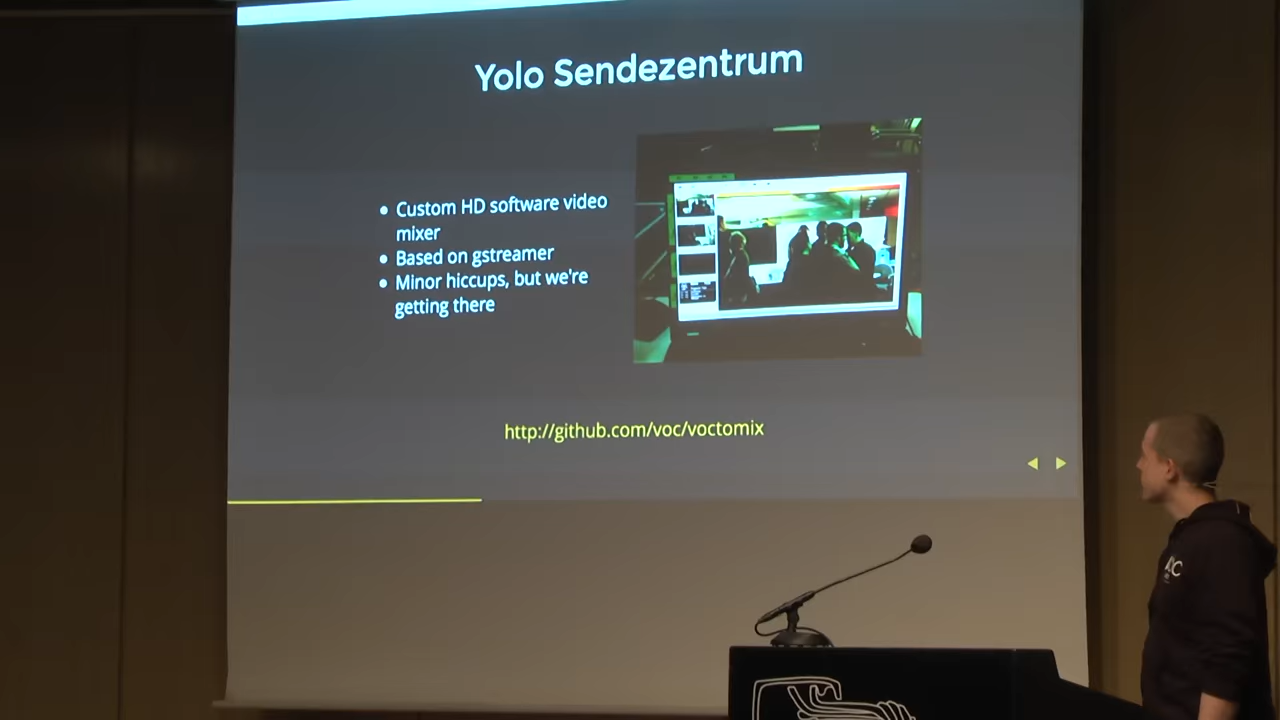 Yolo Sendezentrum
Custom HD software video
mixer
Based on gstreamer
Minor hiccups, but we're
getting there
http://github.com/voc/voctomix